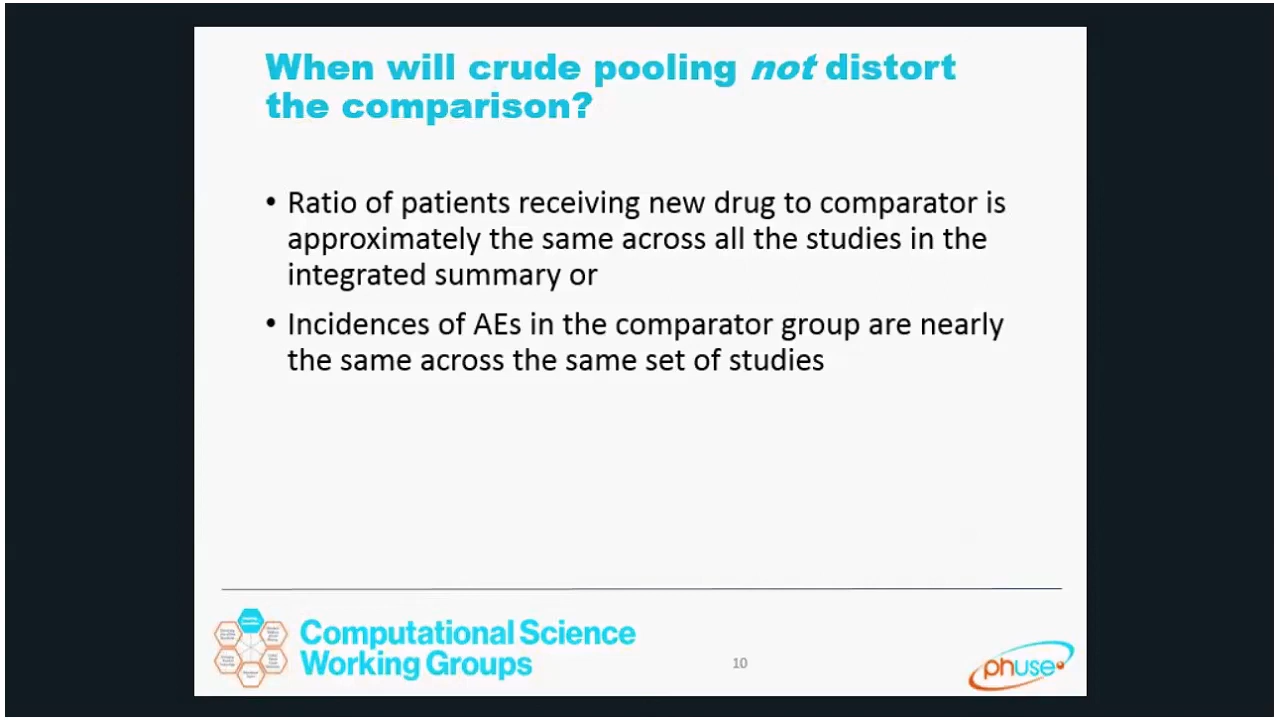 When will crude pooling not distort
the comparison?
• Ratio of patients receiving new drug to comparator is
approximately the same across all the studies in the
integrated summary or
• Incidences of AEs in the comparator group are nearly
the same across the same set of studies
Computational Science
Working Groups
10
phuse